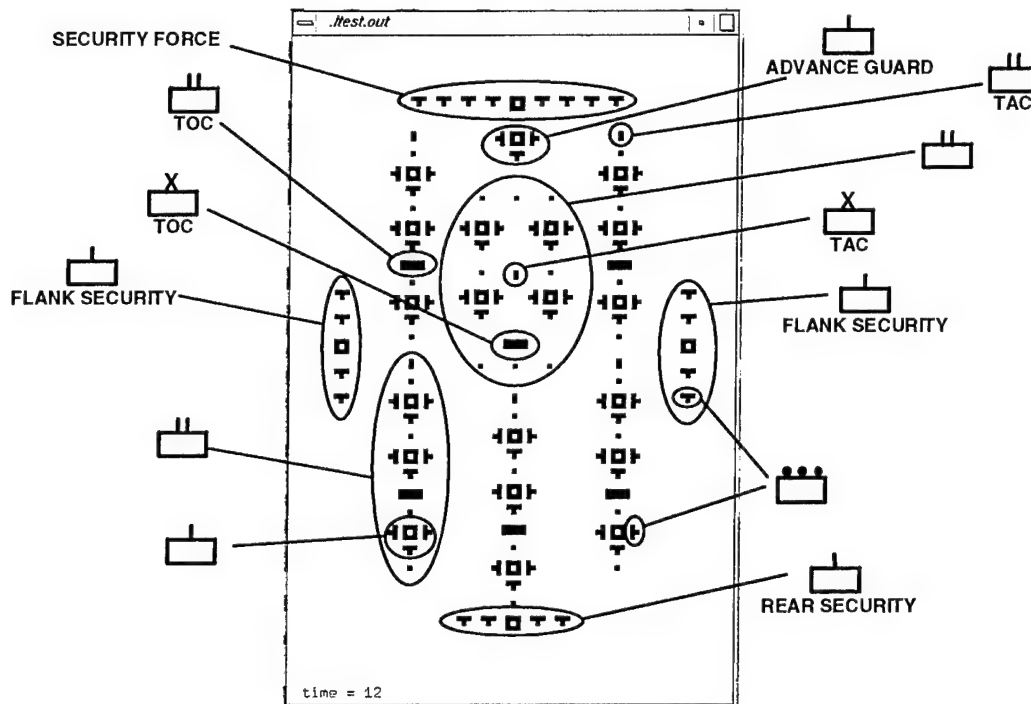 ./test.out
SECURITY FORCE
ADVANCE GUARD
TOC
TAC
X
TOC
X
TAC
FLANK SECURITY
FLANK SECURITY
REAR SECURITY
time = 12